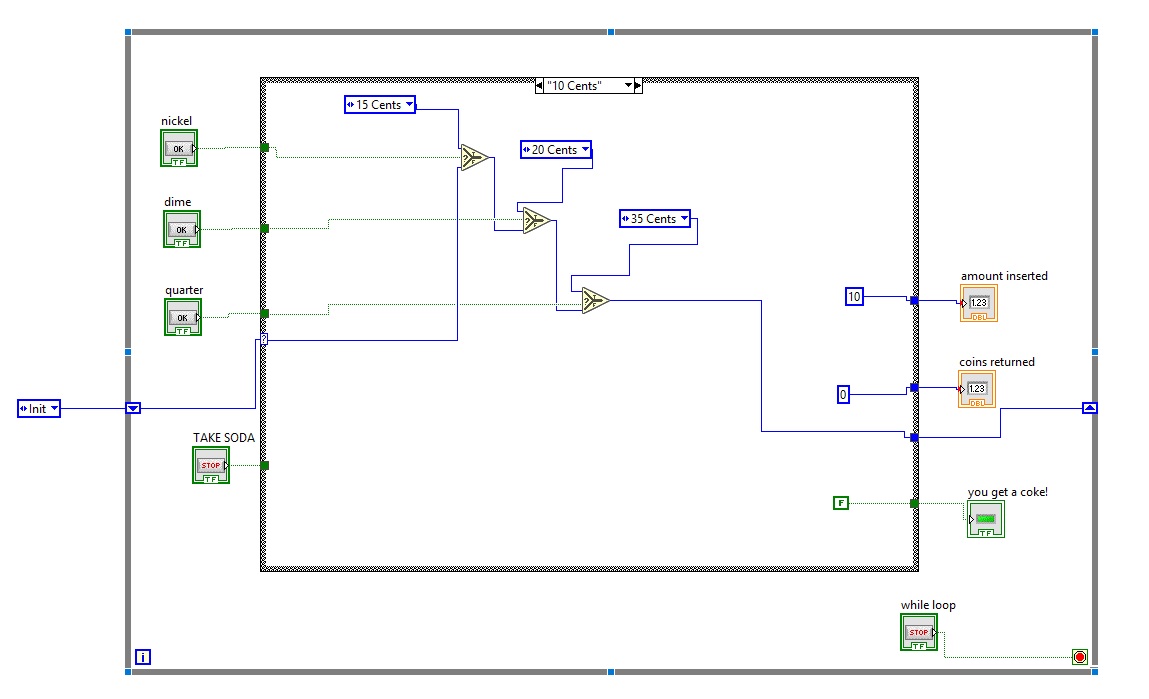 "10 Cents"
15 Cents
nickel
OK
TF
T
?
F
20 Cents
dime
OK
TF
T
?
F
35 Cents
quarter
OK
TF
T
?
F
amount inserted
10
1.23
DBL
?
coins returned
0
1.23
DBL
Init
TAKE SODA
STOP
TF
you get a coke!
F
TF
while loop
STOP
TF
i